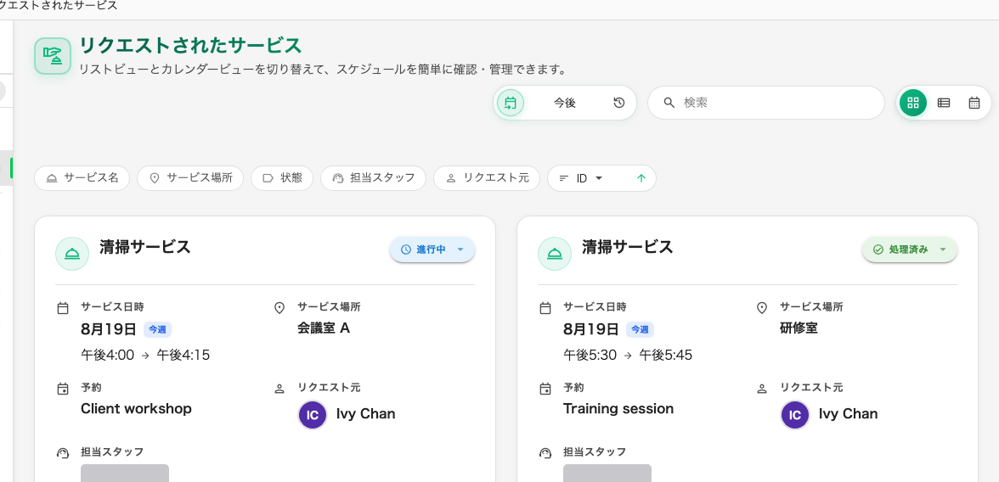 クエストされたサービス
リクエストされたサービス
リストビューとカレンダービューを切り替えて、スケジュールを簡単に確認・管理できます。
今後
検索
サービス名
サービス場所
状態
担当スタッフ
リクエスト元
ID
清掃サービス
進行中
サービス日時
8月19日 今週
午後4:00 → 午後4:15
サービス場所
会議室 A
予約
Client workshop
リクエスト元
IC Ivy Chan
担当スタッフ
清掃サービス
処理済み
サービス日時
8月19日 今週
午後5:30 → 午後5:45
サービス場所
研修室
予約
Training session
リクエスト元
IC Ivy Chan
担当スタッフ